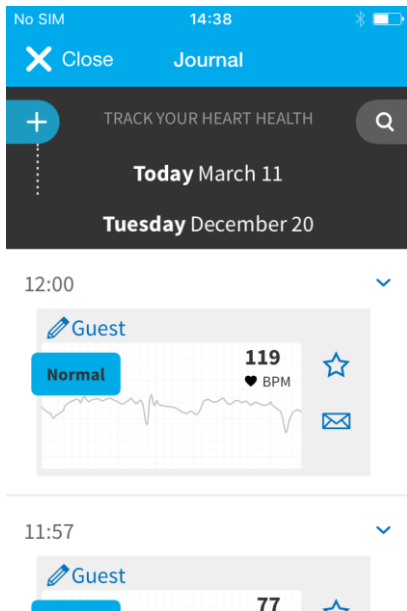 No SIM 14:38
Close Journal
TRACK YOUR HEART HEALTH
Today March 11
Tuesday December 20
12:00
Guest
Normal 119
BPM
11:57
Guest
77